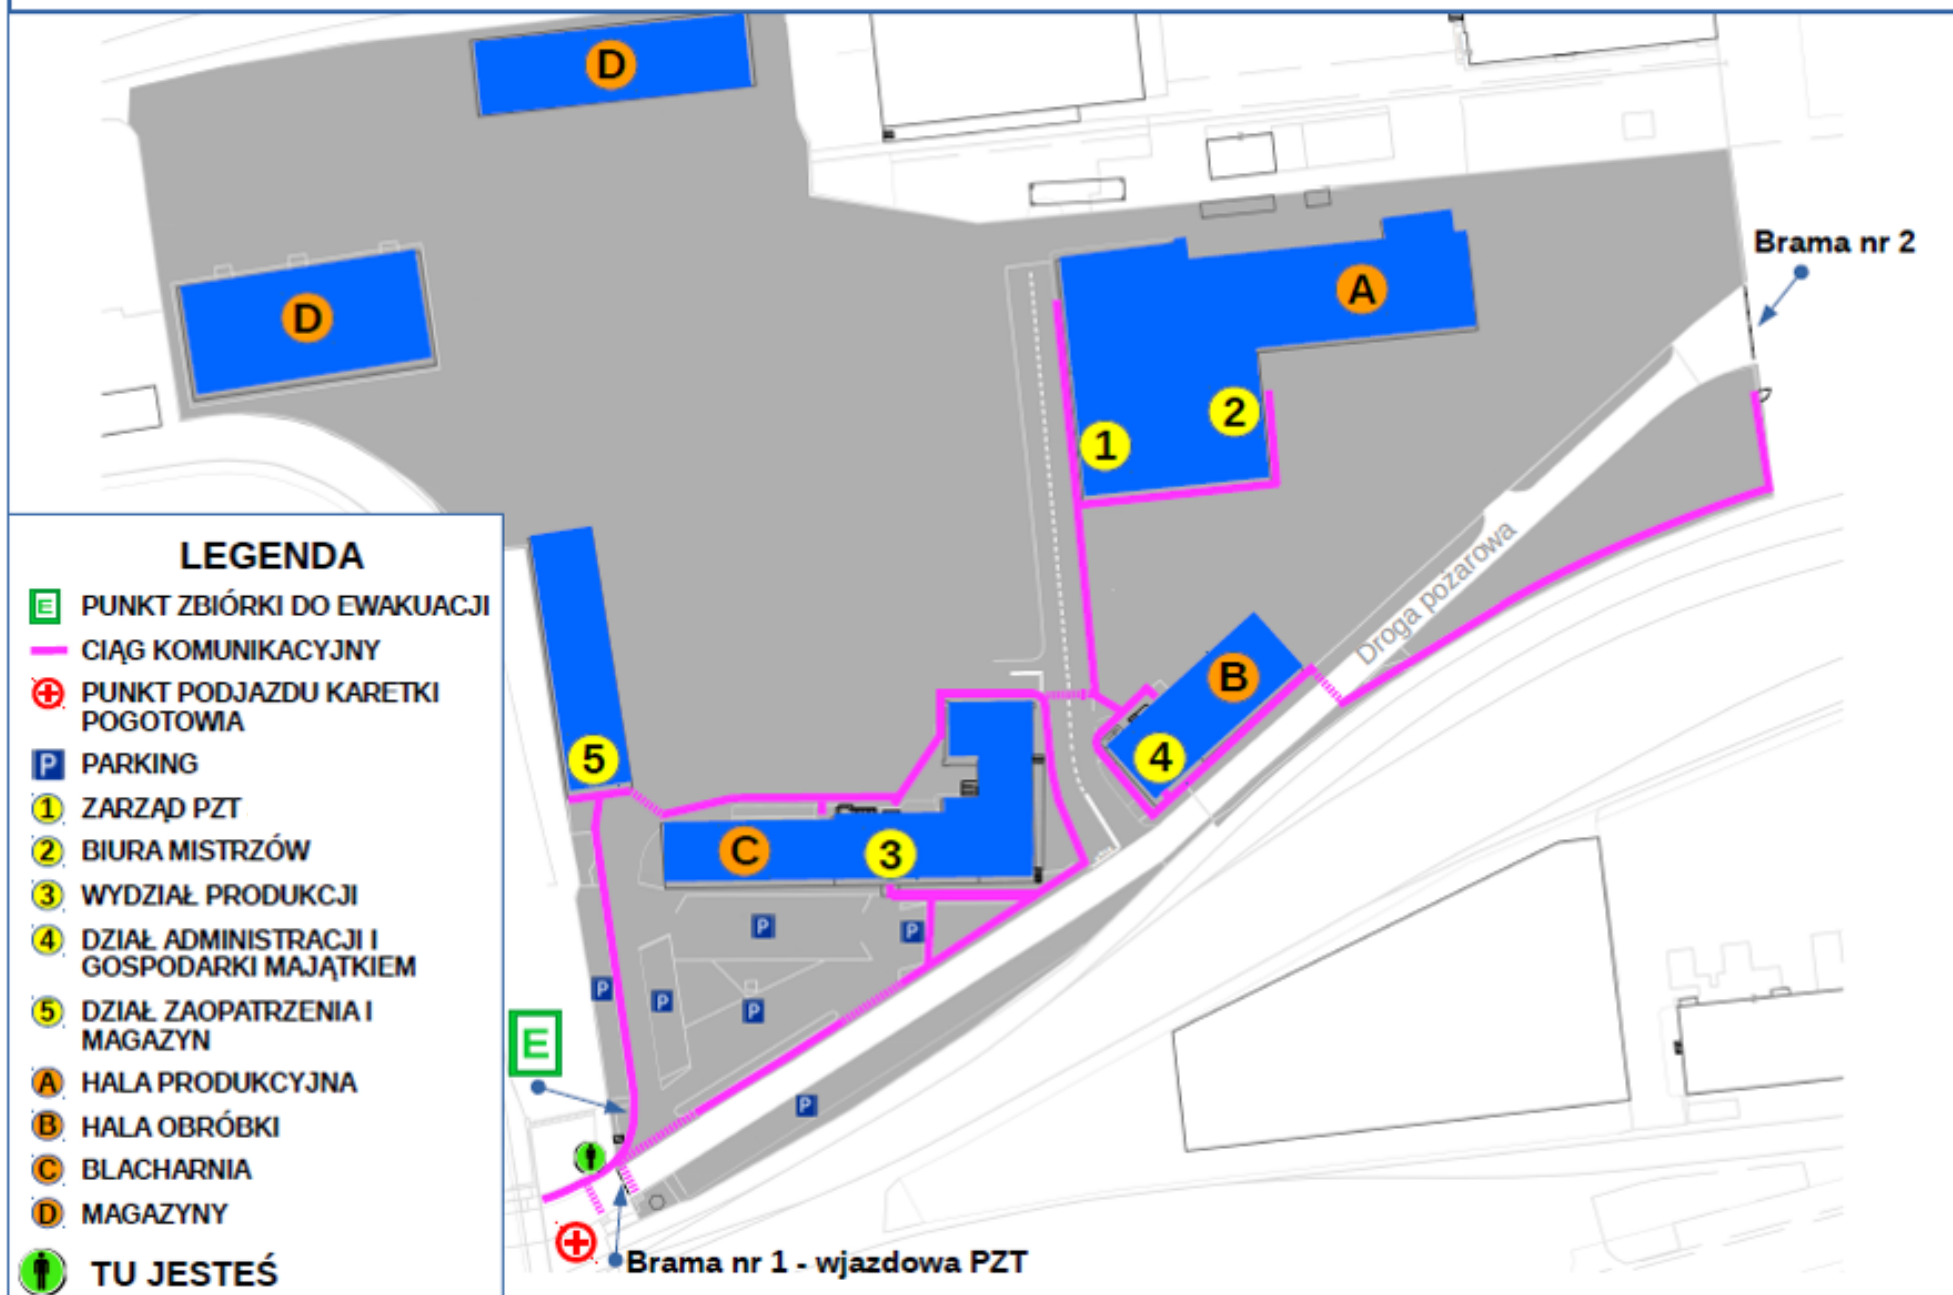 D
Brama nr 2
A
D
2
1
Droga pożarowa
B
4
5
C
3
P
P
P
P
P
P
E
Brama nr 1 - wjazdowa PZT
LEGENDA
E PUNKT ZBIÓRKI DO EWAKUACJI
CIĄG KOMUNIKACYJNY
PUNKT PODJAZDU KARETKI
POGOTOWIA
P PARKING
1 ZARZĄD PZT
2 BIURA MISTRZÓW
3 WYDZIAŁ PRODUKCJI
4 DZIAŁ ADMINISTRACJI I
GOSPODARKI MAJĄTKIEM
5 DZIAŁ ZAOPATRZENIA I
MAGAZYN
A HALA PRODUKCYJNA
B HALA OBRÓBKI
C BLACHARNIA
D MAGAZYNY
TU JESTEŚ